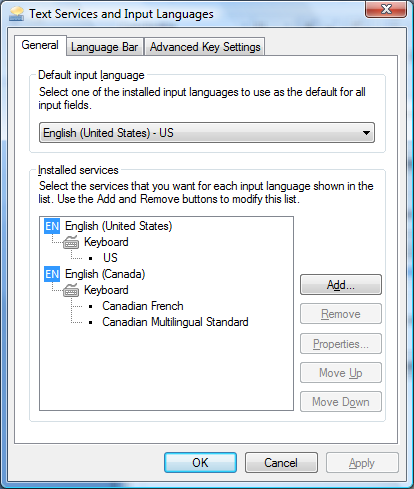 Text Services and Input Languages
General
Language Bar
Advanced Key Settings
Default input language
Select one of the installed input languages to use as the default for all
input fields.
English (United States) - US
Installed services
Select the services that you want for each input language shown in the
list. Use the Add and Remove buttons to modify this list.
EN English (United States)
Keyboard
US
EN English (Canada)
Keyboard
Canadian French
Canadian Multilingual Standard
Add...
Remove
Properties...
Move Up
Move Down
OK
Cancel
Apply